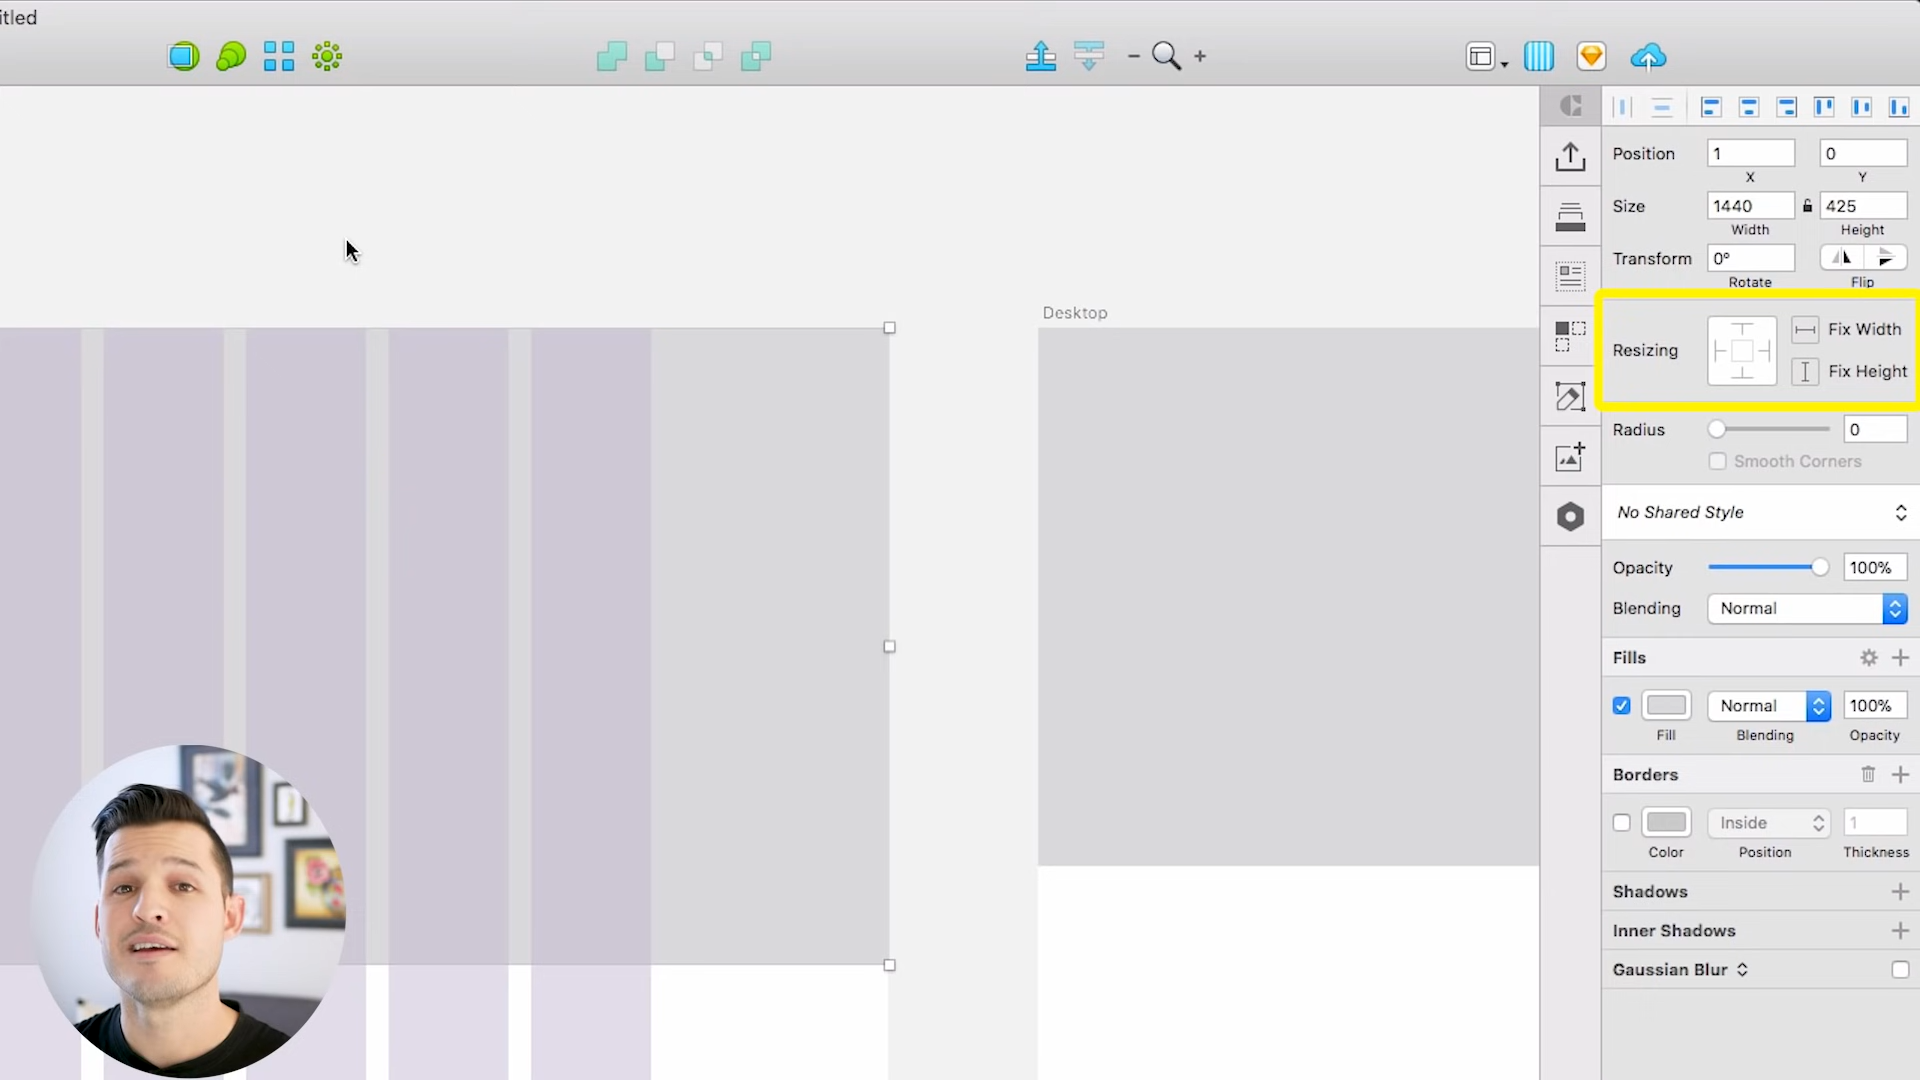 itled
Position 1 0
X Y
Size 1440 425
Width Height
Transform 0°
Rotate Flip
Desktop
Resizing
Fix Width
Fix Height
Radius 0
Smooth Corners
No Shared Style
Opacity 100%
Blending Normal
Fills
Normal 100%
Fill Blending Opacity
Borders
Inside 1
Color Position Thickness
Shadows
Inner Shadows
Gaussian Blur